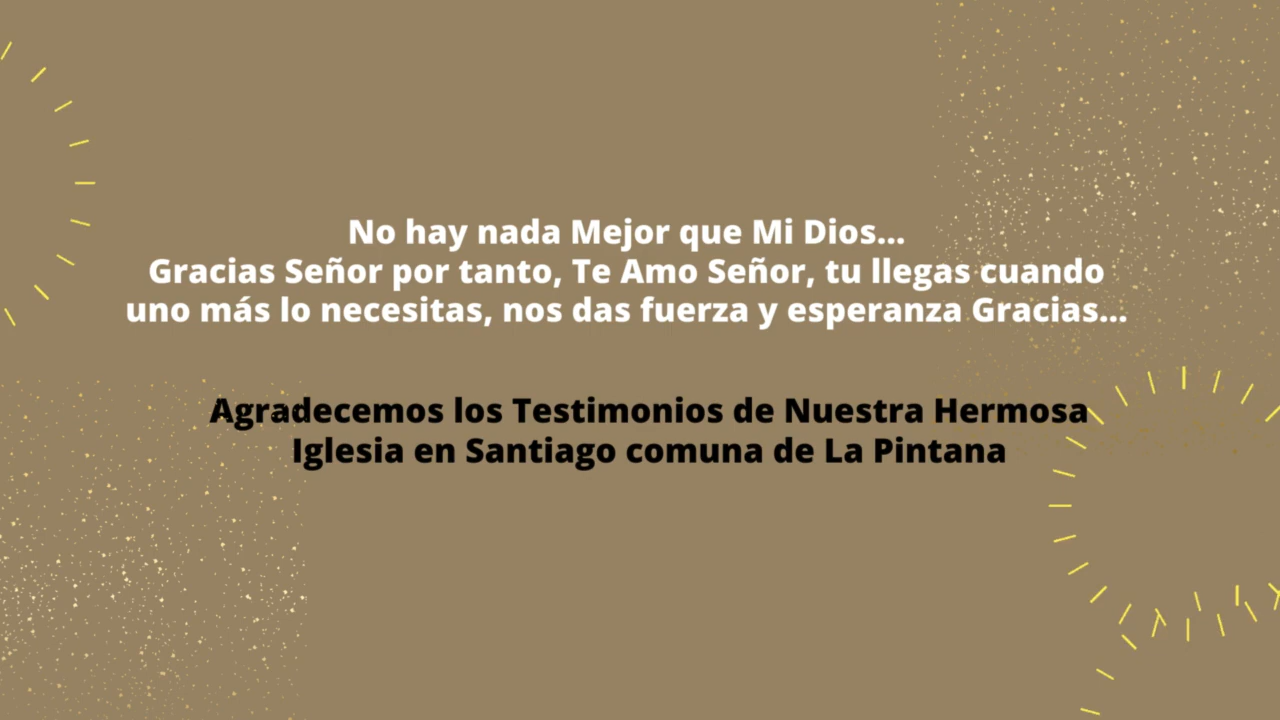 No hay nada Mejor que Mi Dios...
Gracias Señor por tanto, Te Amo Señor, tu llegas cuando
uno más lo necesitas, nos das fuerza y esperanza Gracias...
Agradecemos los Testimonios de Nuestra Hermosa
Iglesia en Santiago comuna de La Pintana